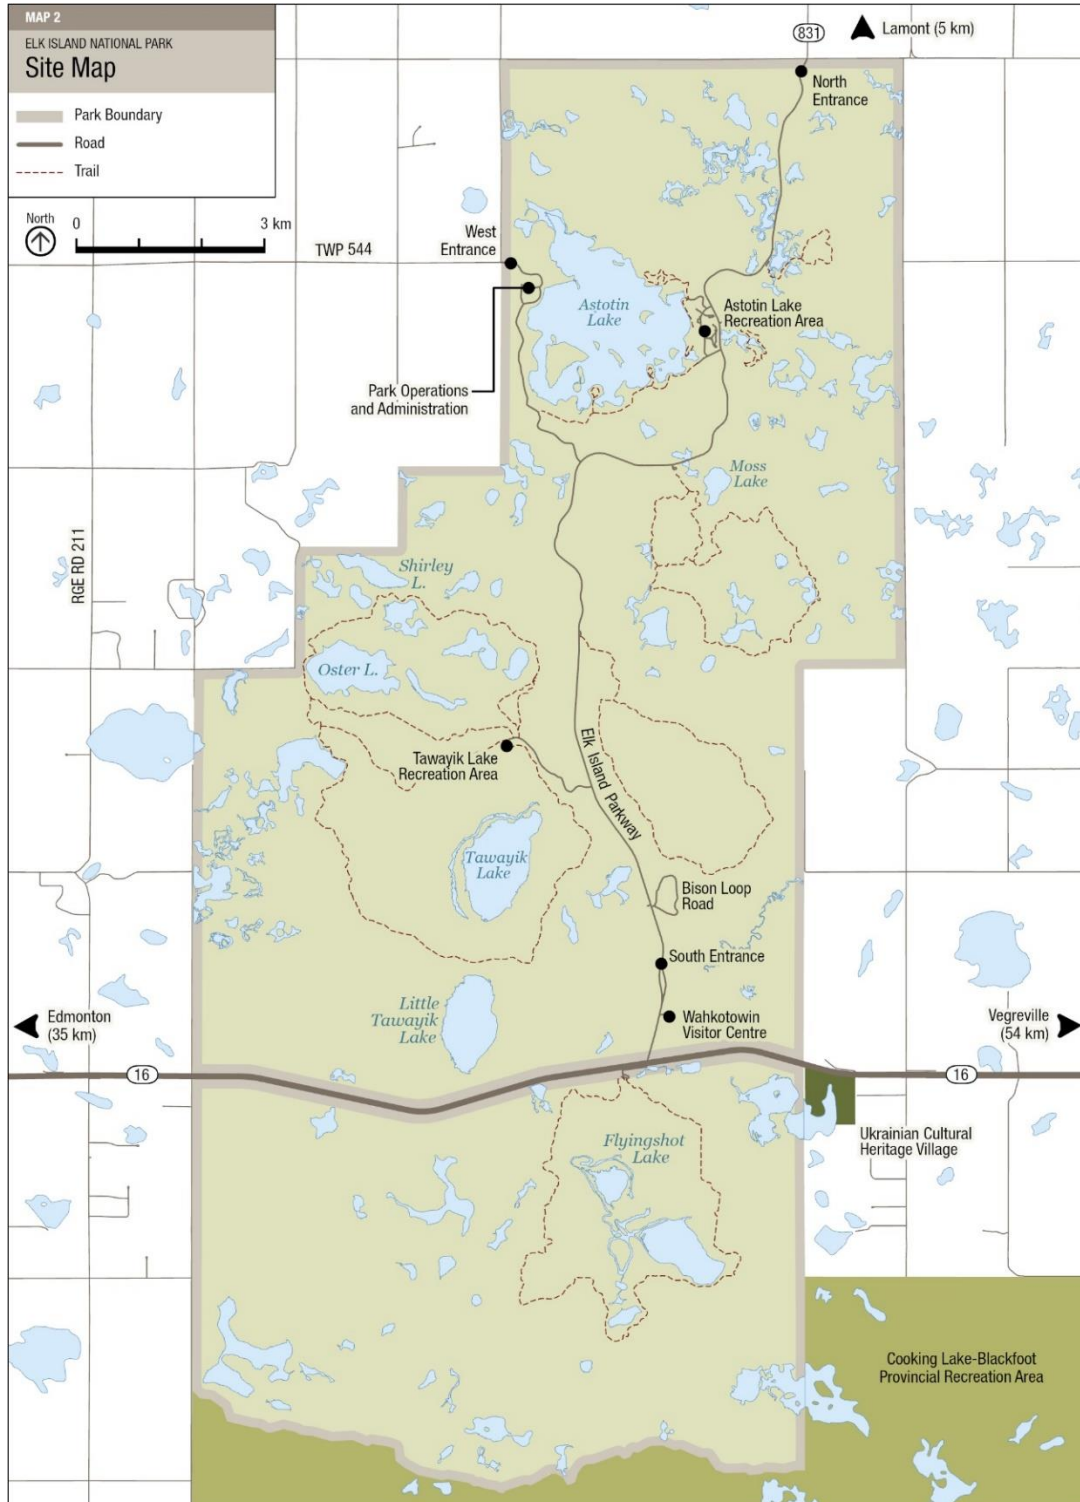 MAP 2
ELK ISLAND NATIONAL PARK
Site Map
Park Boundary
Road
Trail
North
0
3 km
831
Lamont (5 km)
North
Entrance
West
Entrance
TWP 544
Astotin
Lake
Astotin Lake
Recreation Area
Park Operations
and Administration
Moss
Lake
RGE RD 211
Shirley
L.
Oster L.
Tawayik Lake
Recreation Area
Elk Island Parkway
Tawayik
Lake
Bison Loop
Road
South Entrance
Little
Tawayik
Lake
Wahkotowin
Visitor Centre
Edmonton
(35 km)
Vegreville
(54 km)
16
16
Ukrainian Cultural
Heritage Village
Flyingshot
Lake
Cooking Lake-Blackfoot
Provincial Recreation Area